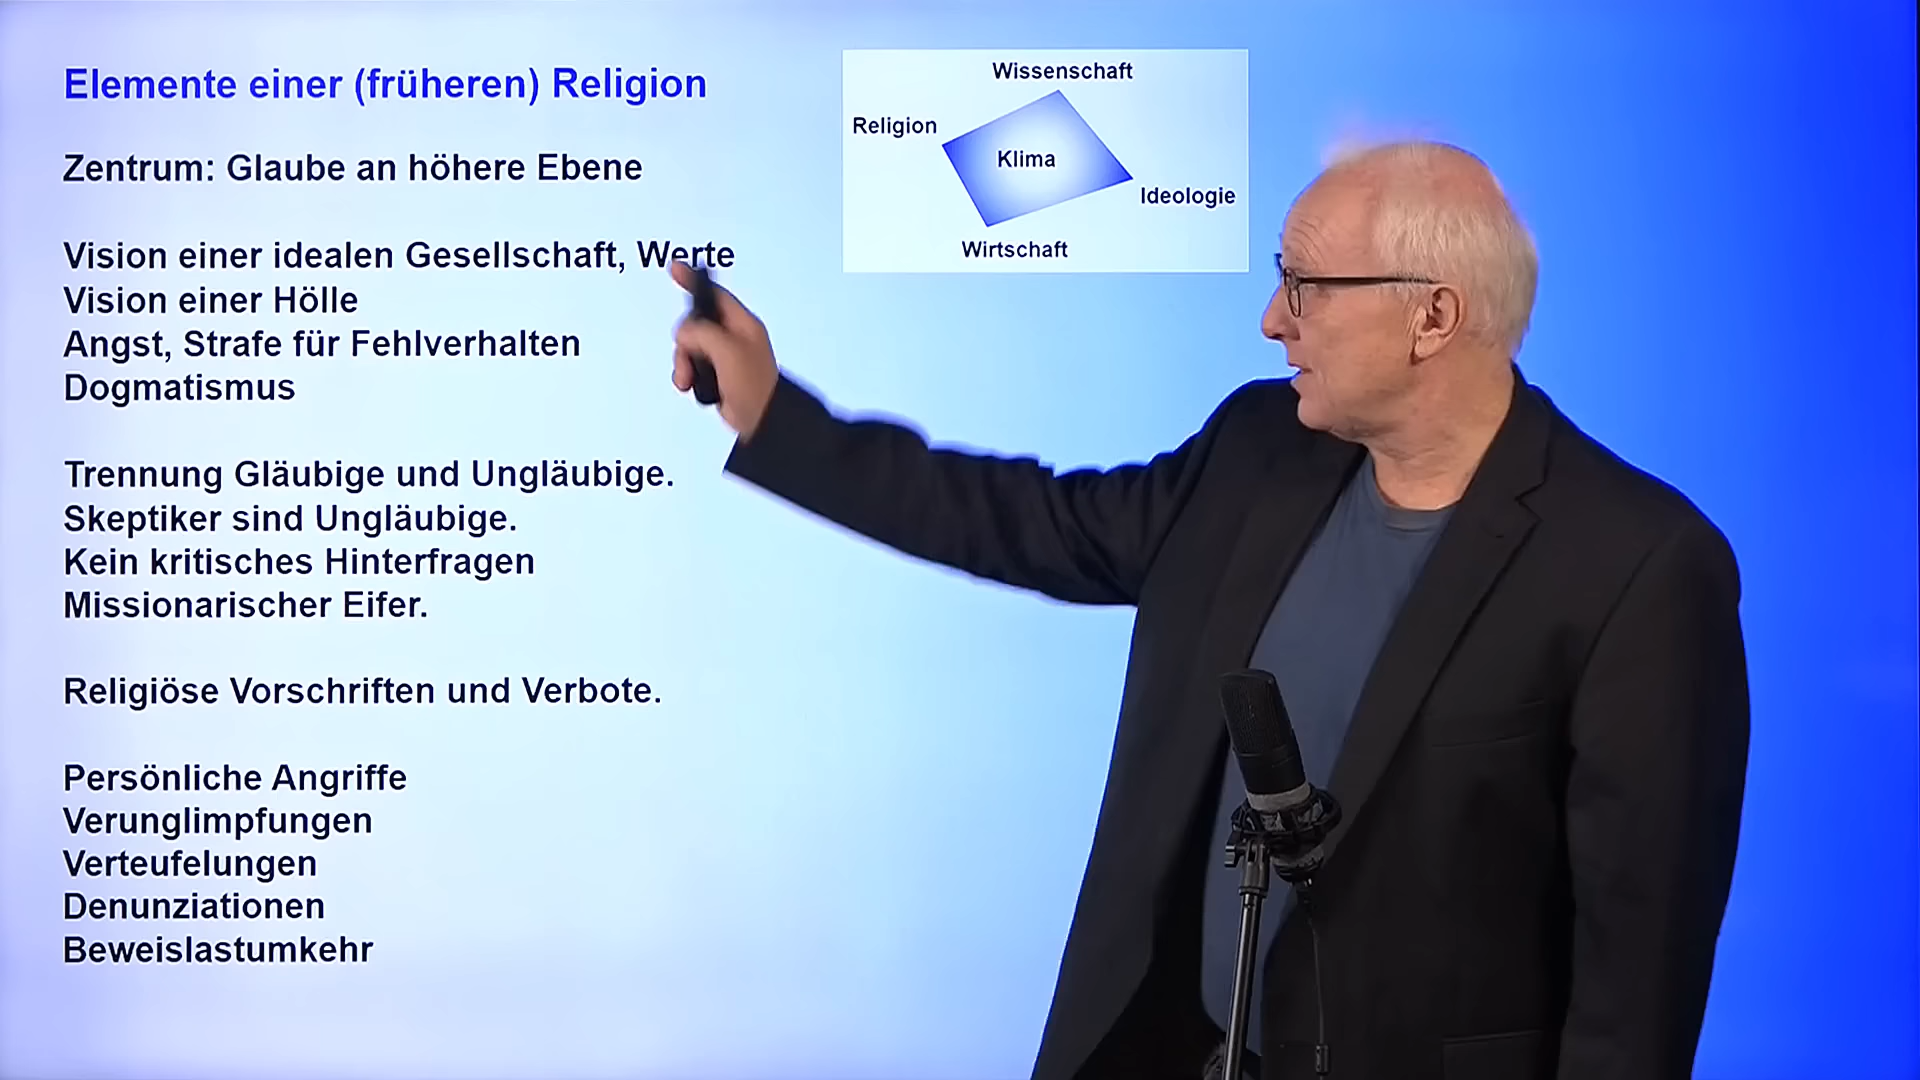 Elemente einer (früheren) Religion
Zentrum: Glaube an höhere Ebene
Vision einer idealen Gesellschaft, Werte
Vision einer Hölle
Angst, Strafe für Fehlverhalten
Dogmatismus
Trennung Gläubige und Ungläubige.
Skeptiker sind Ungläubige.
Kein kritisches Hinterfragen
Missionarischer Eifer.
Religiöse Vorschriften und Verbote.
Persönliche Angriffe
Verunglimpfungen
Verteufelungen
Denunziationen
Beweislastumkehr
Wissenschaft
Religion
Klima
Ideologie
Wirtschaft